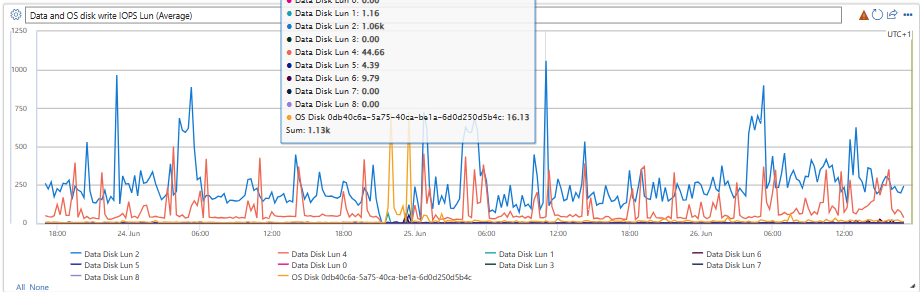 Data and OS disk write IOPS Lun (Average)
UTC+1
Data Disk Lun 0: 0.00
Data Disk Lun 1: 1.16
Data Disk Lun 2: 1.06k
Data Disk Lun 3: 0.00
Data Disk Lun 4: 44.66
Data Disk Lun 5: 4.39
Data Disk Lun 6: 9.79
Data Disk Lun 7: 0.00
Data Disk Lun 8: 0.00
OS Disk 0db40c6a-5a75-40ca-be1a-6d0d250d5b4c: 16.13
Sum: 1.13k
1250
1000
750
500
250
0
18:00 24. Jun 06:00 12:00 18:00 25. Jun 06:00 12:00 18:00 26. Jun 06:00 12:00
Data Disk Lun 2 Data Disk Lun 4 Data Disk Lun 1 Data Disk Lun 6
Data Disk Lun 5 Data Disk Lun 0 Data Disk Lun 3 Data Disk Lun 7
Data Disk Lun 8 OS Disk 0db40c6a-5a75-40ca-be1a-6d0d250d5b4c
All None